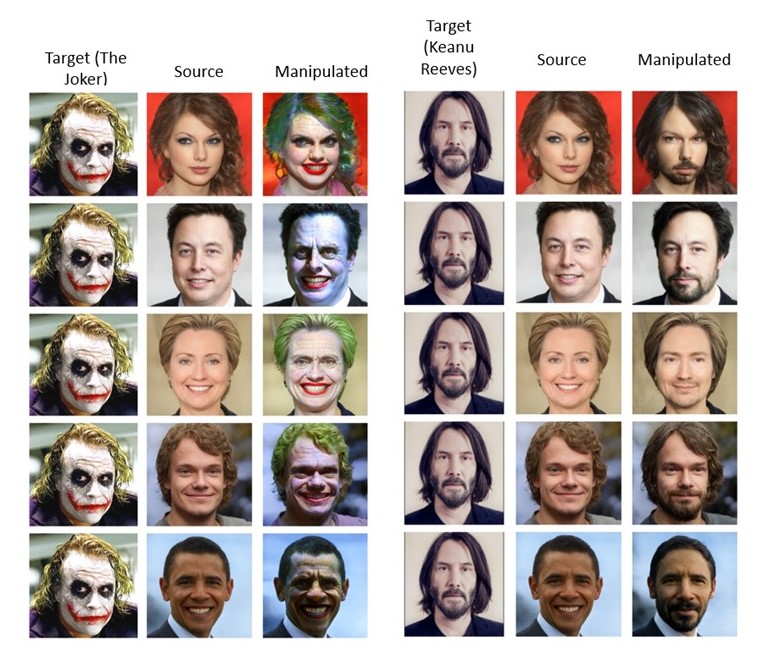 Target (The
Joker)
Source
Manipulated
Target
(Keanu
Reeves)
Source
Manipulated